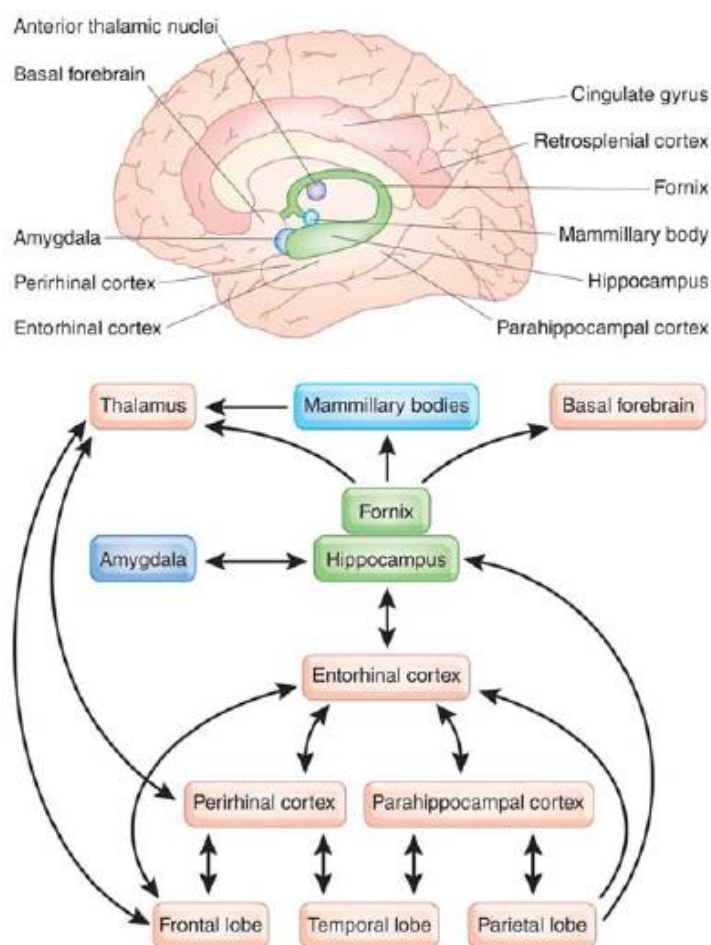 Anterior thalamic nuclei
Basal forebrain
Cingulate gyrus
Retrosplenial cortex
Fornix
Amygdala
Mammillary body
Perirhinal cortex
Hippocampus
Entorhinal cortex
Parahippocampal cortex
Thalamus
Mammillary bodies
Basal forebrain
Fornix
Amygdala
Hippocampus
Entorhinal cortex
Perirhinal cortex
Parahippocampal cortex
Frontal lobe
Temporal lobe
Parietal lobe